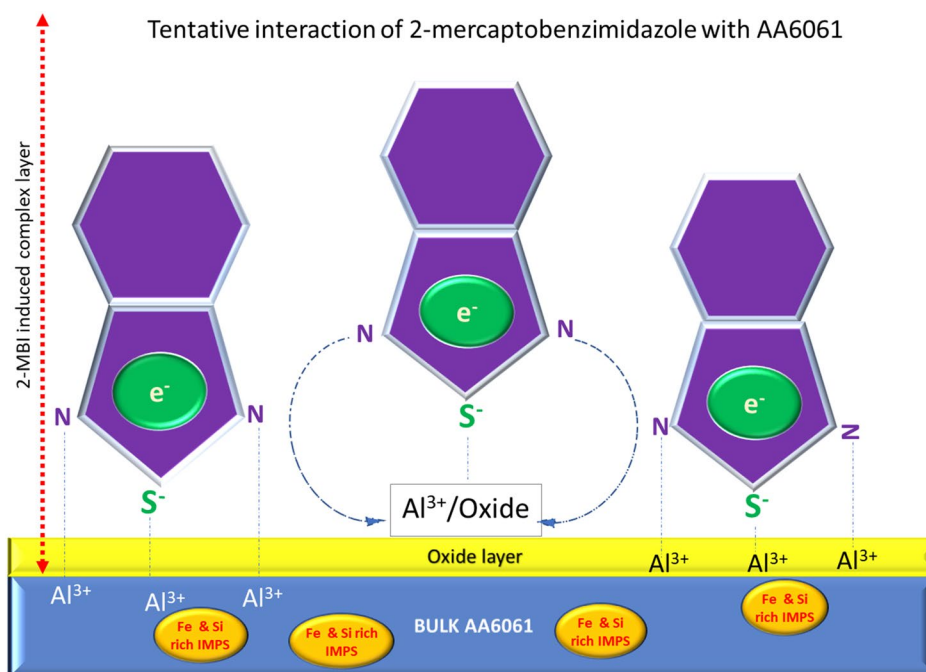 Tentative interaction of 2-mercaptobenzimidazole with AA6061
2-MBI induced complex layer
e⁻
N
N
S⁻
e⁻
N
N
S⁻
e⁻
N
N
S⁻
Al³⁺/Oxide
Oxide layer
Al³⁺
Al³⁺
Al³⁺
Al³⁺
Al³⁺
Al³⁺
BULK AA6061
Fe & Si
rich IMPS
Fe & Si rich
IMPS
Fe & Si
rich IMPS
Fe & Si
rich IMPS